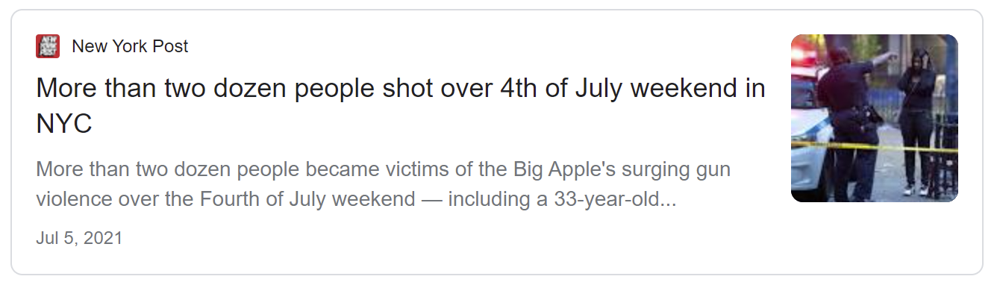 New York Post
More than two dozen people shot over 4th of July weekend in
NYC
More than two dozen people became victims of the Big Apple's surging gun
violence over the Fourth of July weekend — including a 33-year-old...
Jul 5, 2021